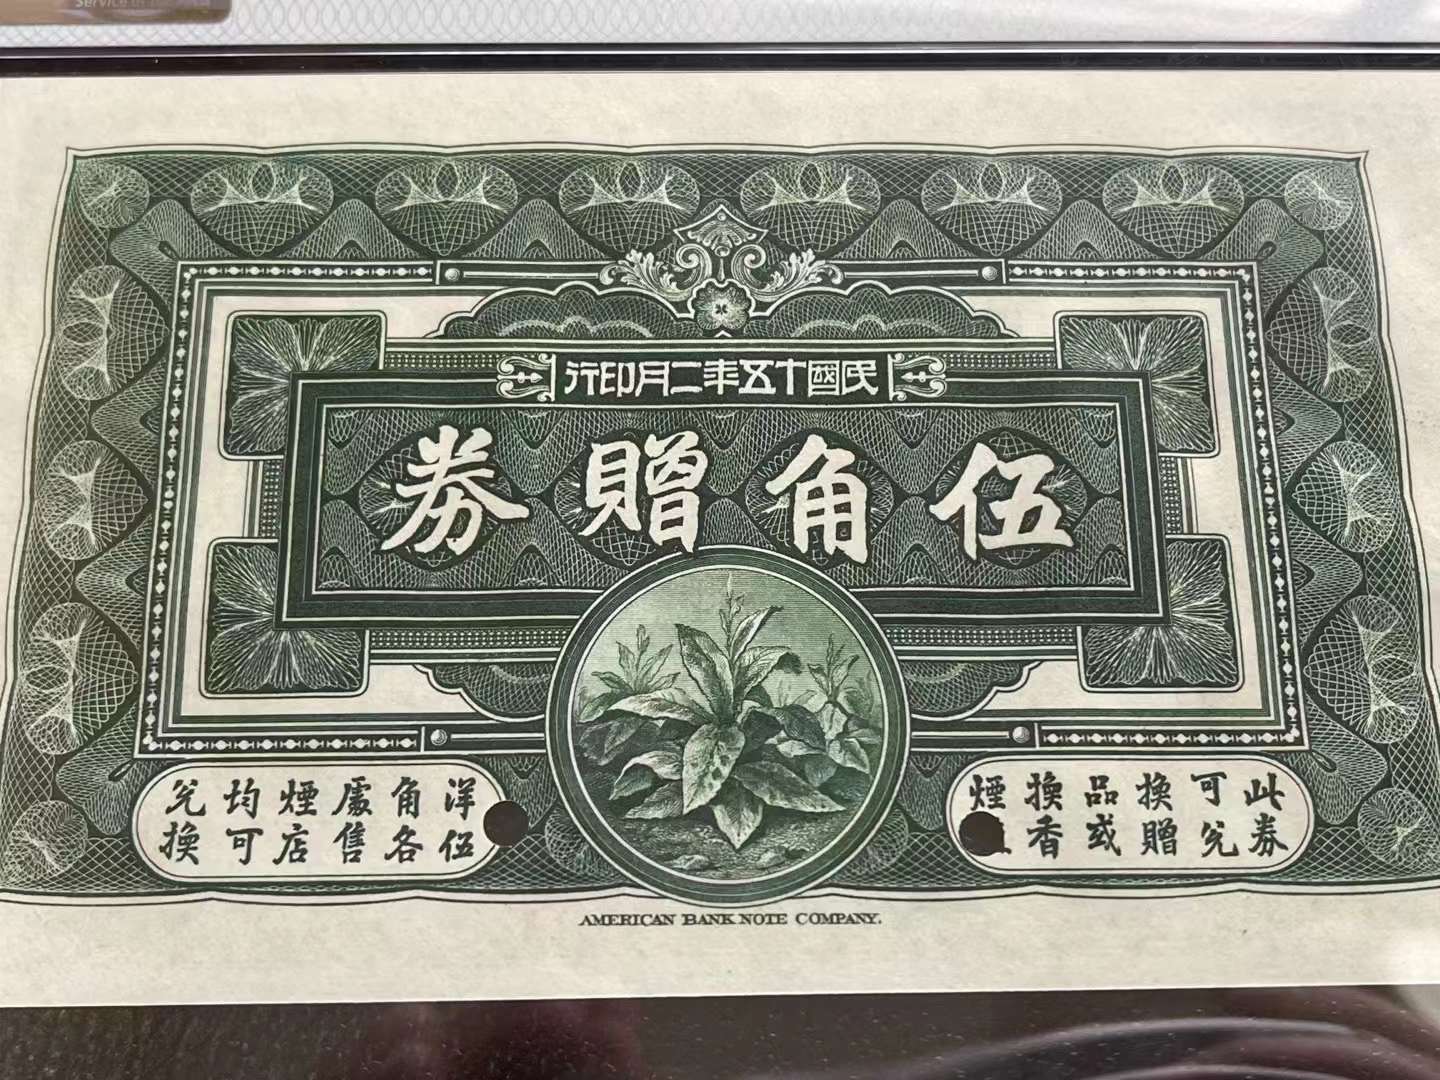 Service
民國十五年二月印行
伍角贈券
此券可兌換贈品或換香煙
洋伍角各處售煙店均可兌換
AMERICAN BANK NOTE COMPANY.